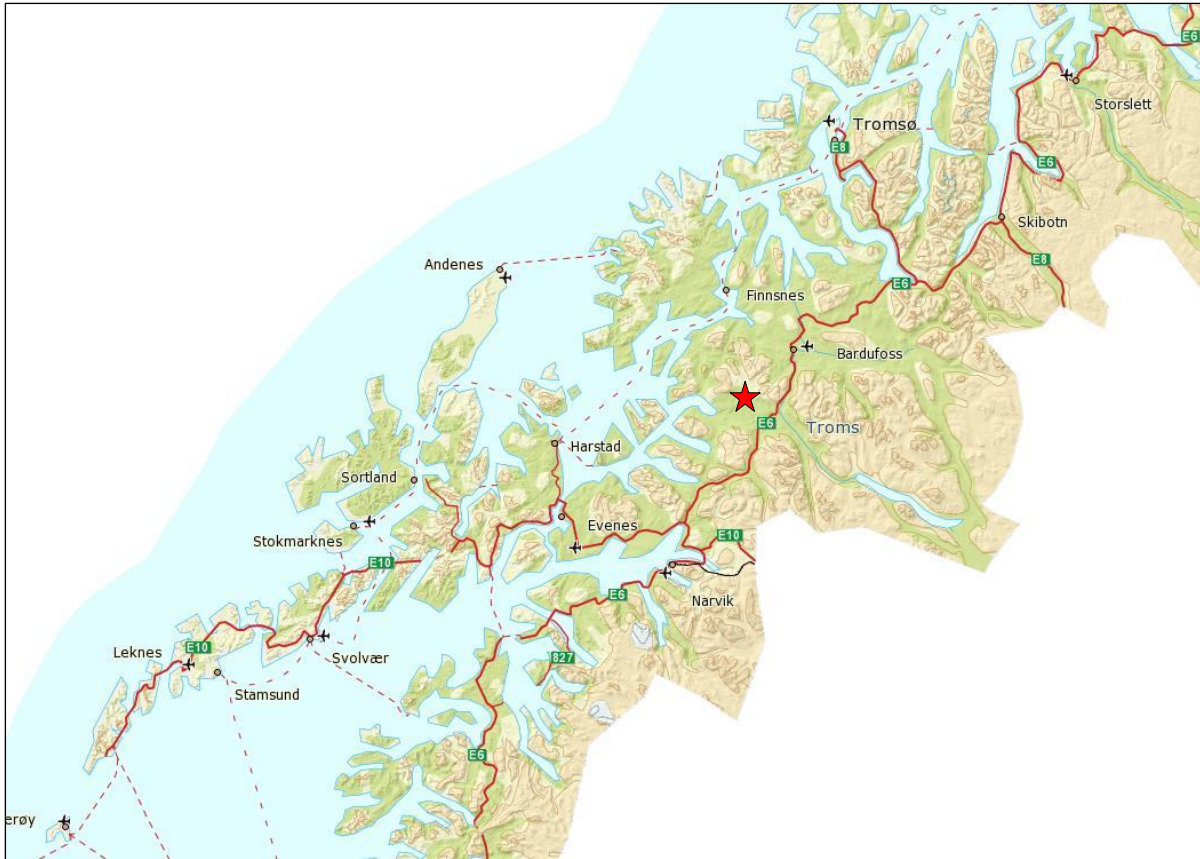 E6
Storslett
Tromsø
E8
E6
Skibotn
Andenes
E8
E6
Finnsnes
Bardufoss
E6
Troms
Harstad
Sortland
Evenes
Stokmarknes
E10
E10
E6
Narvik
Leknes
E10
Svolvær
827
Stamsund
E6
erøy